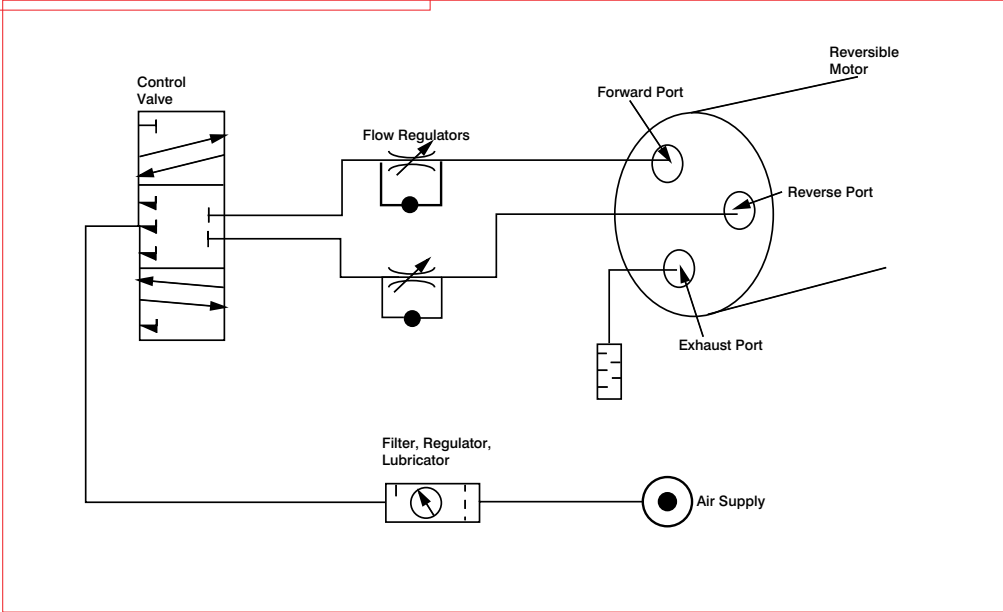 Reversible
Motor
Control
Valve
Forward Port
Flow Regulators
Reverse Port
Exhaust Port
Filter, Regulator,
Lubricator
Air Supply